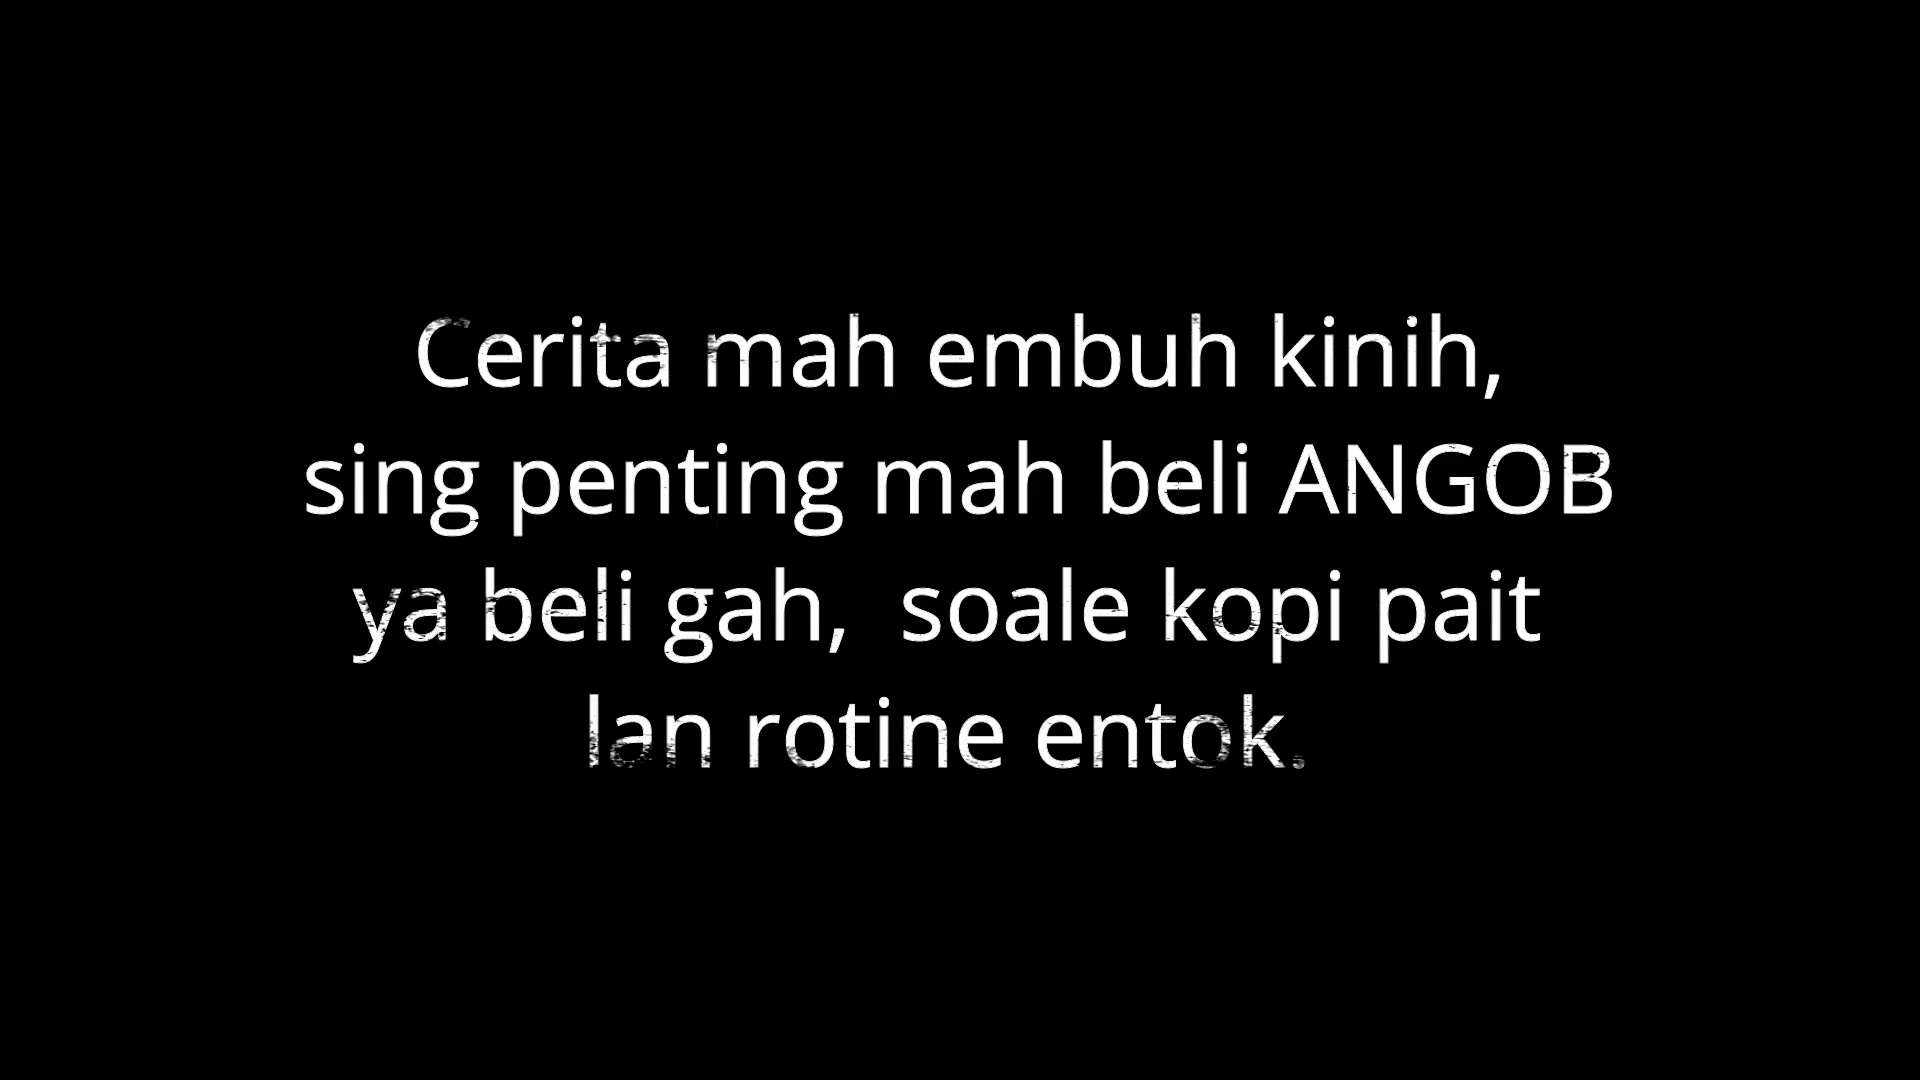 Cerita mah embuh kinih,
sing penting mah beli ANGOB
ya beli gah, soale kopi pait
lan rotine entok.